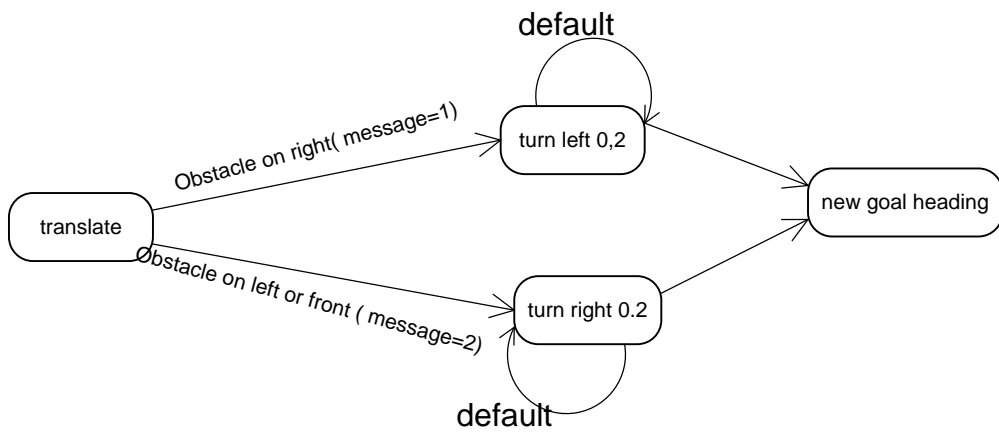 default
Obstacle on right( message=1)
turn left 0,2
new goal heading
translate
Obstacle on left or front ( message=2)
turn right 0.2
default